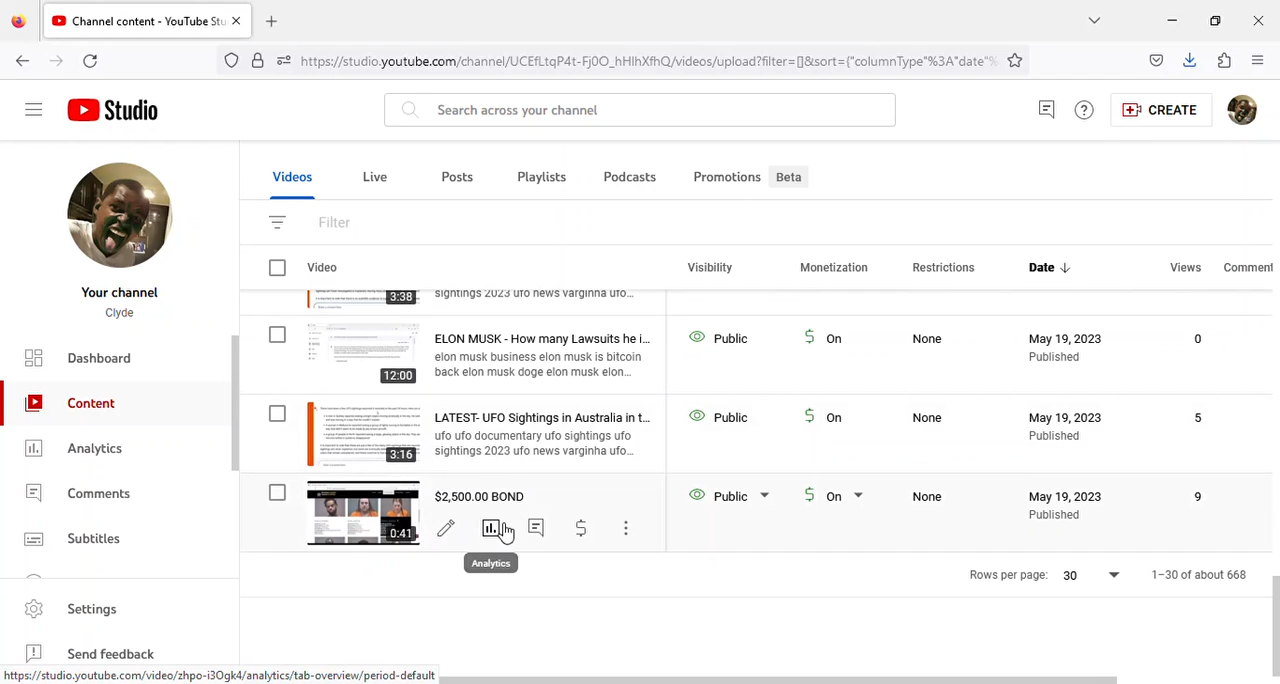 Channel content - YouTube Stu
https://studio.youtube.com/channel/UCEfLtqP4t-Fj0O_hHlhXfhQ/videos/upload?filter=[]&sort={"columnType"%3A"date"%
Studio
Search across your channel
CREATE
Your channel
Clyde
Dashboard
Content
Analytics
Comments
Subtitles
Settings
Send feedback
Videos
Live
Posts
Playlists
Podcasts
Promotions
Beta
Filter
Video
Visibility
Monetization
Restrictions
Date
Views
Comment
3:38
sightings 2023 ufo news varginha ufo...
12:00
ELON MUSK - How many Lawsuits he i...
elon musk business elon musk is bitcoin
back elon musk doge elon musk elon...
Public
On
None
May 19, 2023
Published
0
3:16
LATEST- UFO Sightings in Australia in t...
ufo ufo documentary ufo sightings ufo
sightings 2023 ufo news varginha ufo...
Public
On
None
May 19, 2023
Published
5
0:41
$2,500.00 BOND
Analytics
Public
On
None
May 19, 2023
Published
9
Rows per page: 30
1–30 of about 668
https://studio.youtube.com/video/zhpo-i3Ogk4/analytics/tab-overview/period-default